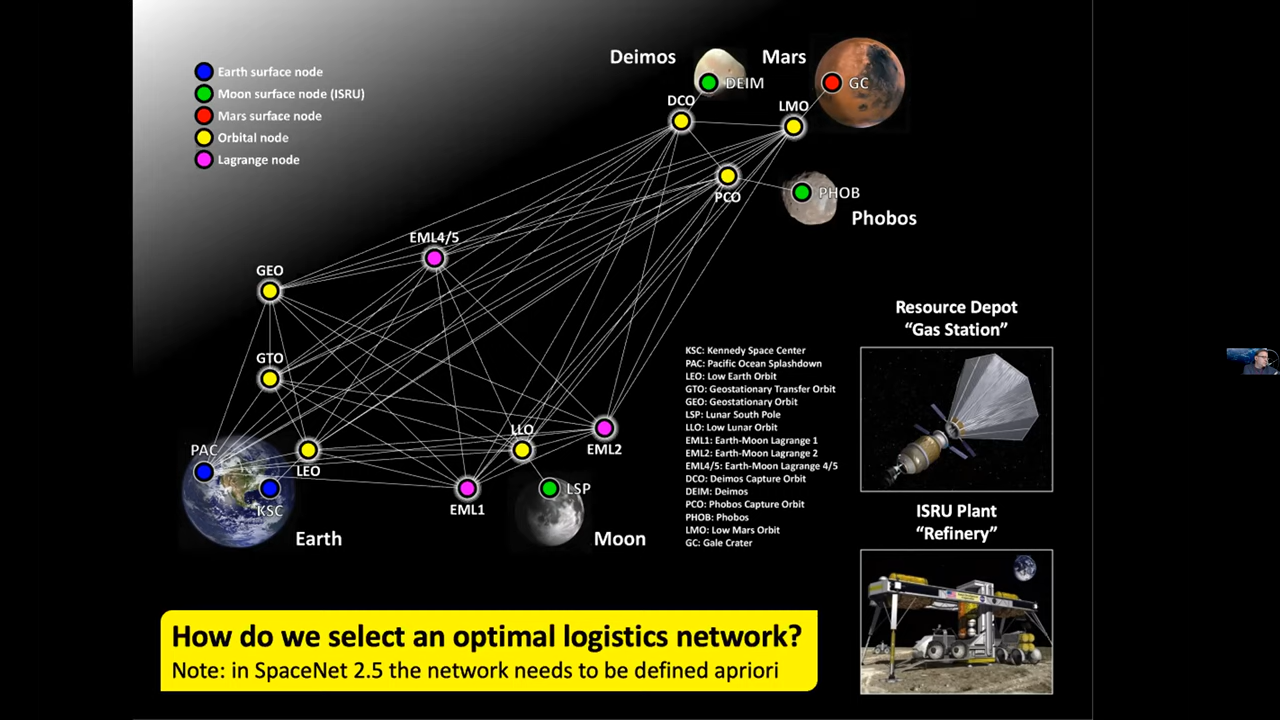 Deimos
Mars
Earth surface node
Moon surface node (ISRU)
Mars surface node
Orbital node
Lagrange node
DEIM
GC
DCO
LMO
PCO
PHOB
Phobos
EML4/5
GEO
GTO
PAC
LEO
KSC
Earth
LLO
EML2
EML1
LSP
Moon
KSC: Kennedy Space Center
PAC: Pacific Ocean Splashdown
LEO: Low Earth Orbit
GTO: Geostationary Transfer Orbit
GEO: Geostationary Orbit
LSP: Lunar South Pole
LLO: Low Lunar Orbit
EML1: Earth-Moon Lagrange 1
EML2: Earth-Moon Lagrange 2
EML4/5: Earth-Moon Lagrange 4/5
DCO: Deimos Capture Orbit
DEIM: Deimos
PCO: Phobos Capture Orbit
PHOB: Phobos
LMO: Low Mars Orbit
GC: Gale Crater
Resource Depot
“Gas Station”
ISRU Plant
“Refinery”
How do we select an optimal logistics network?
Note: in SpaceNet 2.5 the network needs to be defined apriori